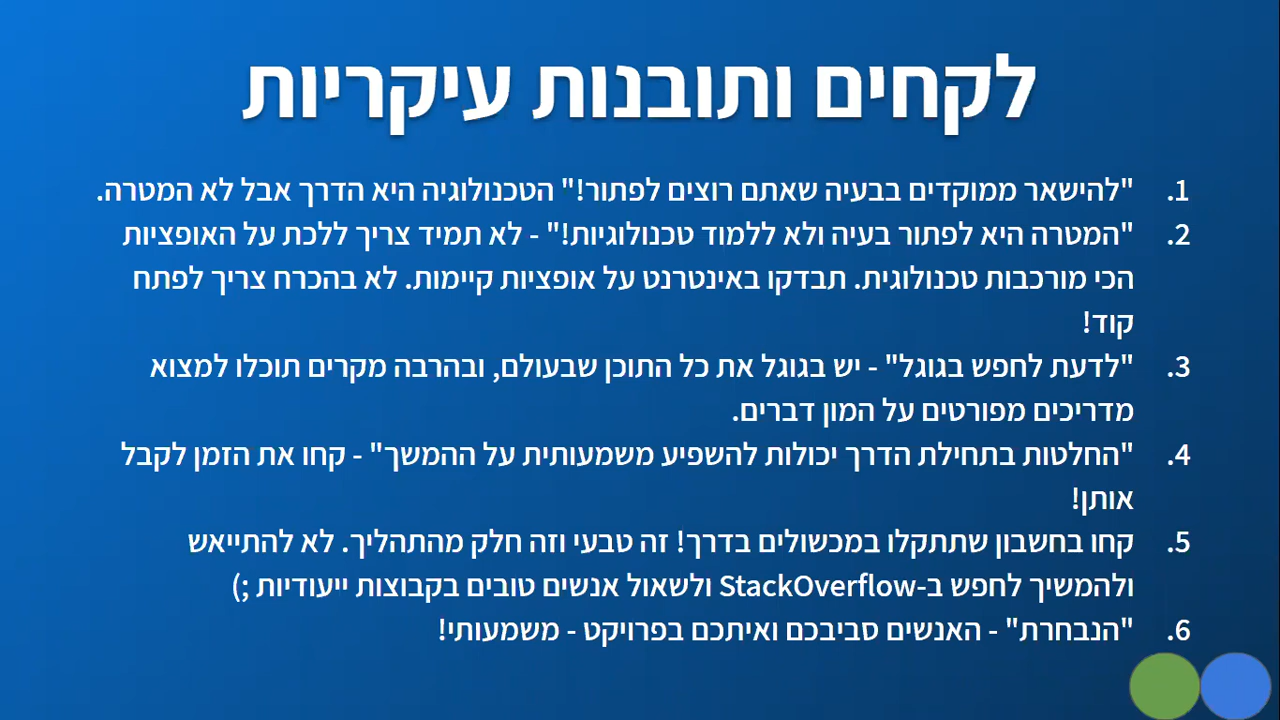 לקחים ותובנות עיקריות
1. "להישאר ממוקדים בבעיה שאתם רוצים לפתור!" הטכנולוגיה היא הדרך אבל לא המטרה.
2. "המטרה היא לפתור בעיה ולא ללמוד טכנולוגיות!" - לא תמיד צריך ללכת על האופציות
הכי מורכבות טכנולוגית. תבדקו באינטרנט על אופציות קיימות. לא בהכרח צריך לפתח
קוד!
3. "לדעת לחפש בגוגל" - יש בגוגל את כל התוכן שבעולם, ובהרבה מקרים תוכלו למצוא
מדריכים מפורטים על המון דברים.
4. "החלטות בתחילת הדרך יכולות להשפיע משמעותית על ההמשך" - קחו את הזמן לקבל
אותן!
5. קחו בחשבון שתתקלו במכשולים בדרך! זה טבעי וזה חלק מהתהליך. לא להתייאש
ולהמשיך לחפש ב-StackOverflow ולשאול אנשים טובים בקבוצות ייעודיות ;)
6. "הנבחרת" - האנשים סביבכם ואיתכם בפרויקט - משמעותי!